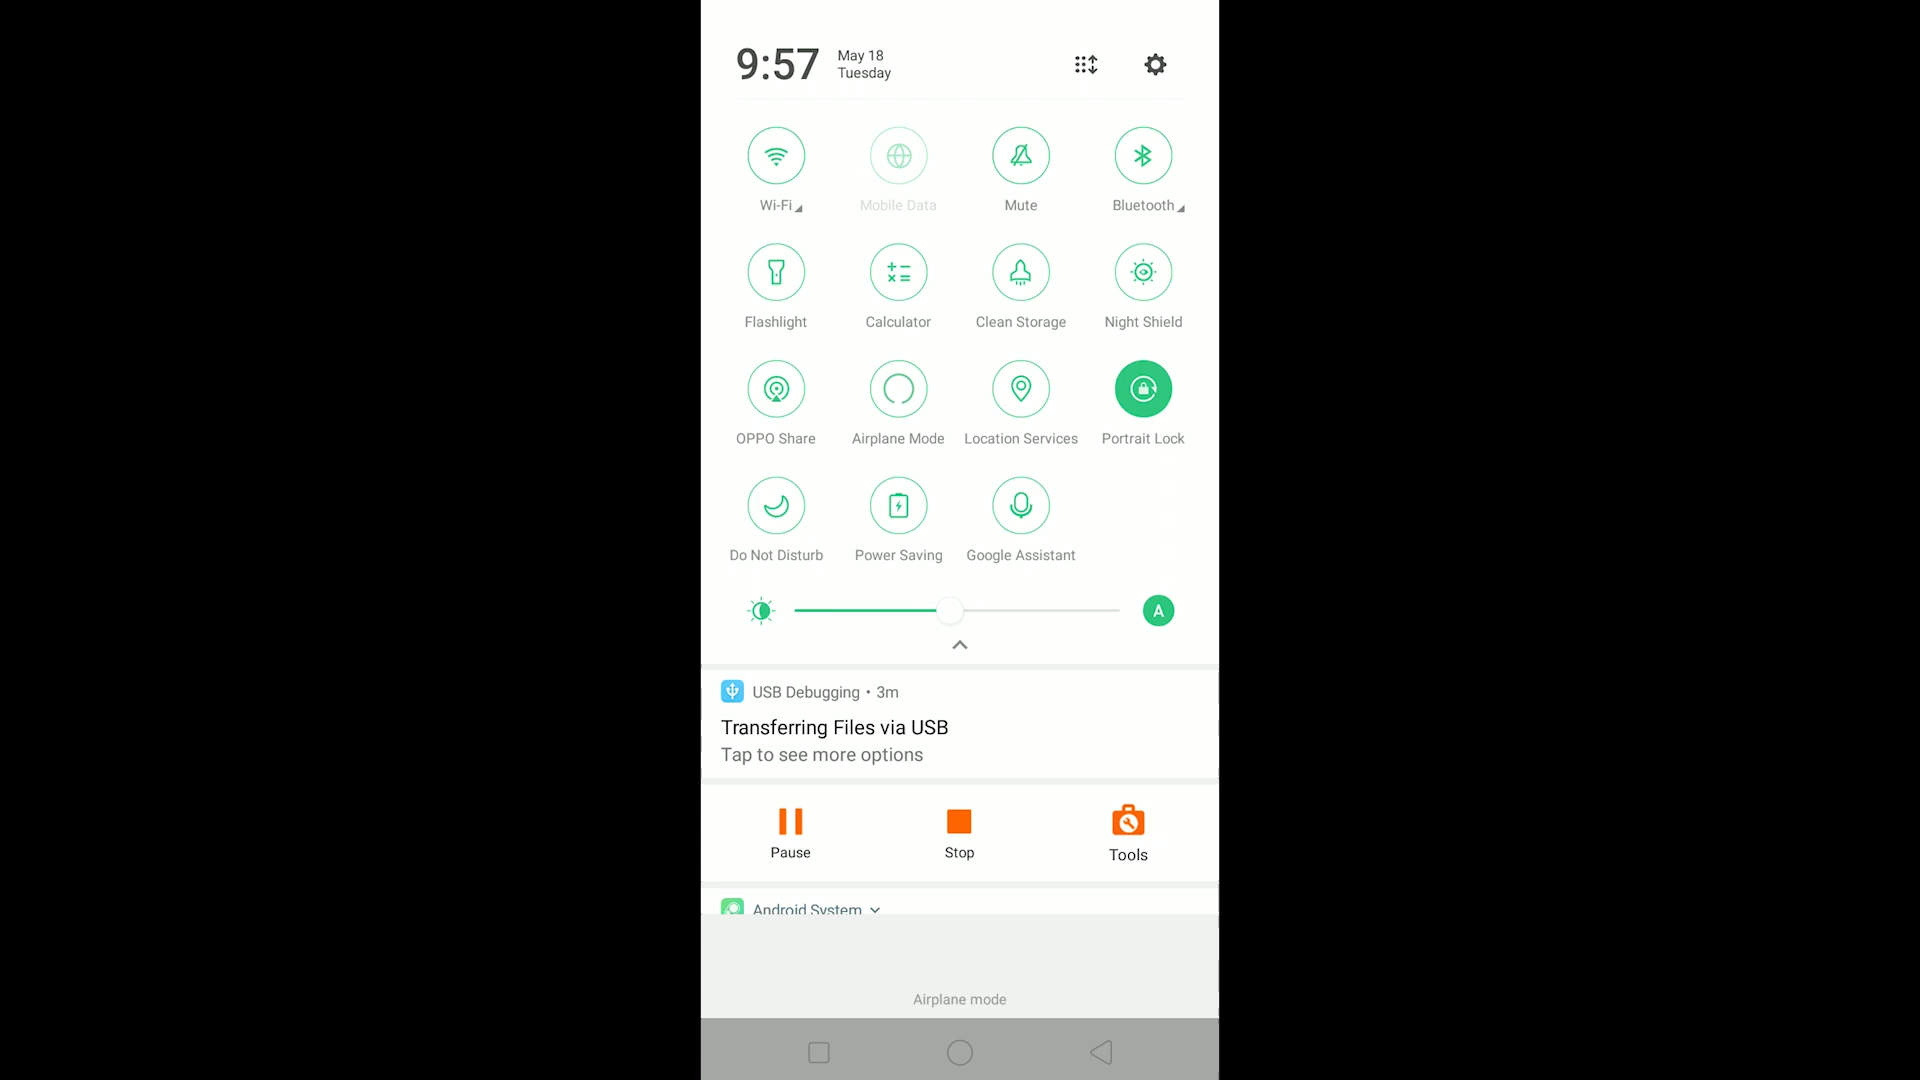 9:57
May 18
Tuesday
Wi-Fi
Mobile Data
Mute
Bluetooth
Flashlight
Calculator
Clean Storage
Night Shield
OPPO Share
Airplane Mode
Location Services
Portrait Lock
Do Not Disturb
Power Saving
Google Assistant
A
USB Debugging • 3m
Transferring Files via USB
Tap to see more options
Pause
Stop
Tools
Android System
Airplane mode